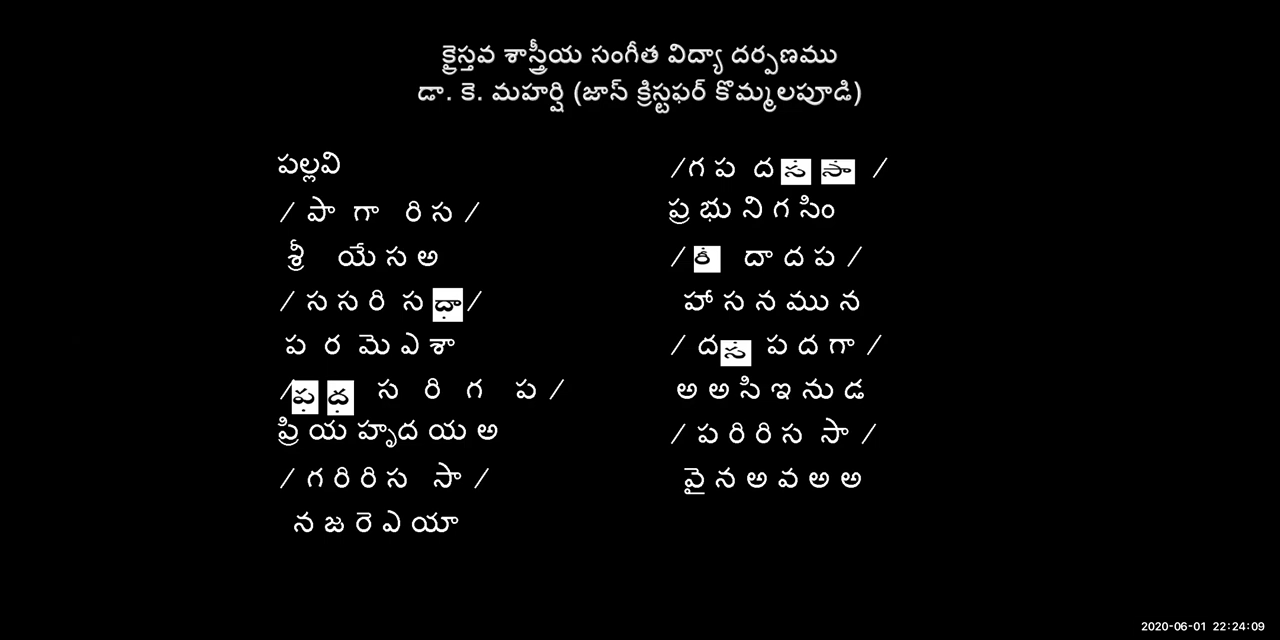 క్రైస్తవ శాస్త్రీయ సంగీత విద్యా దర్పణము
డా. కె. మహర్షి (జాస్ క్రిస్టఫర్ కొమ్మలపూడి)
పల్లవి
/ పా గా రి స /
శ్రీ యే స అ
/ స స రి స దా̣ /
ప ర మె ఎ శా
/ ప̣ ద̣ స రి గ ప /
ప్రి య హృద య అ
/ గ రి రి స సా /
న జ రె ఎ యా
/గ ప ద స̇ సా̇ /
ప్ర భు ని గ సిం
/ రీ̇ దా ద ప /
హా స న ము న
/ ద స̇ ప ద గా /
అ అ సి ఇ ను డ
/ ప రి రి స సా /
వై న అ వ అ అ
2020-06-01 22:24:09